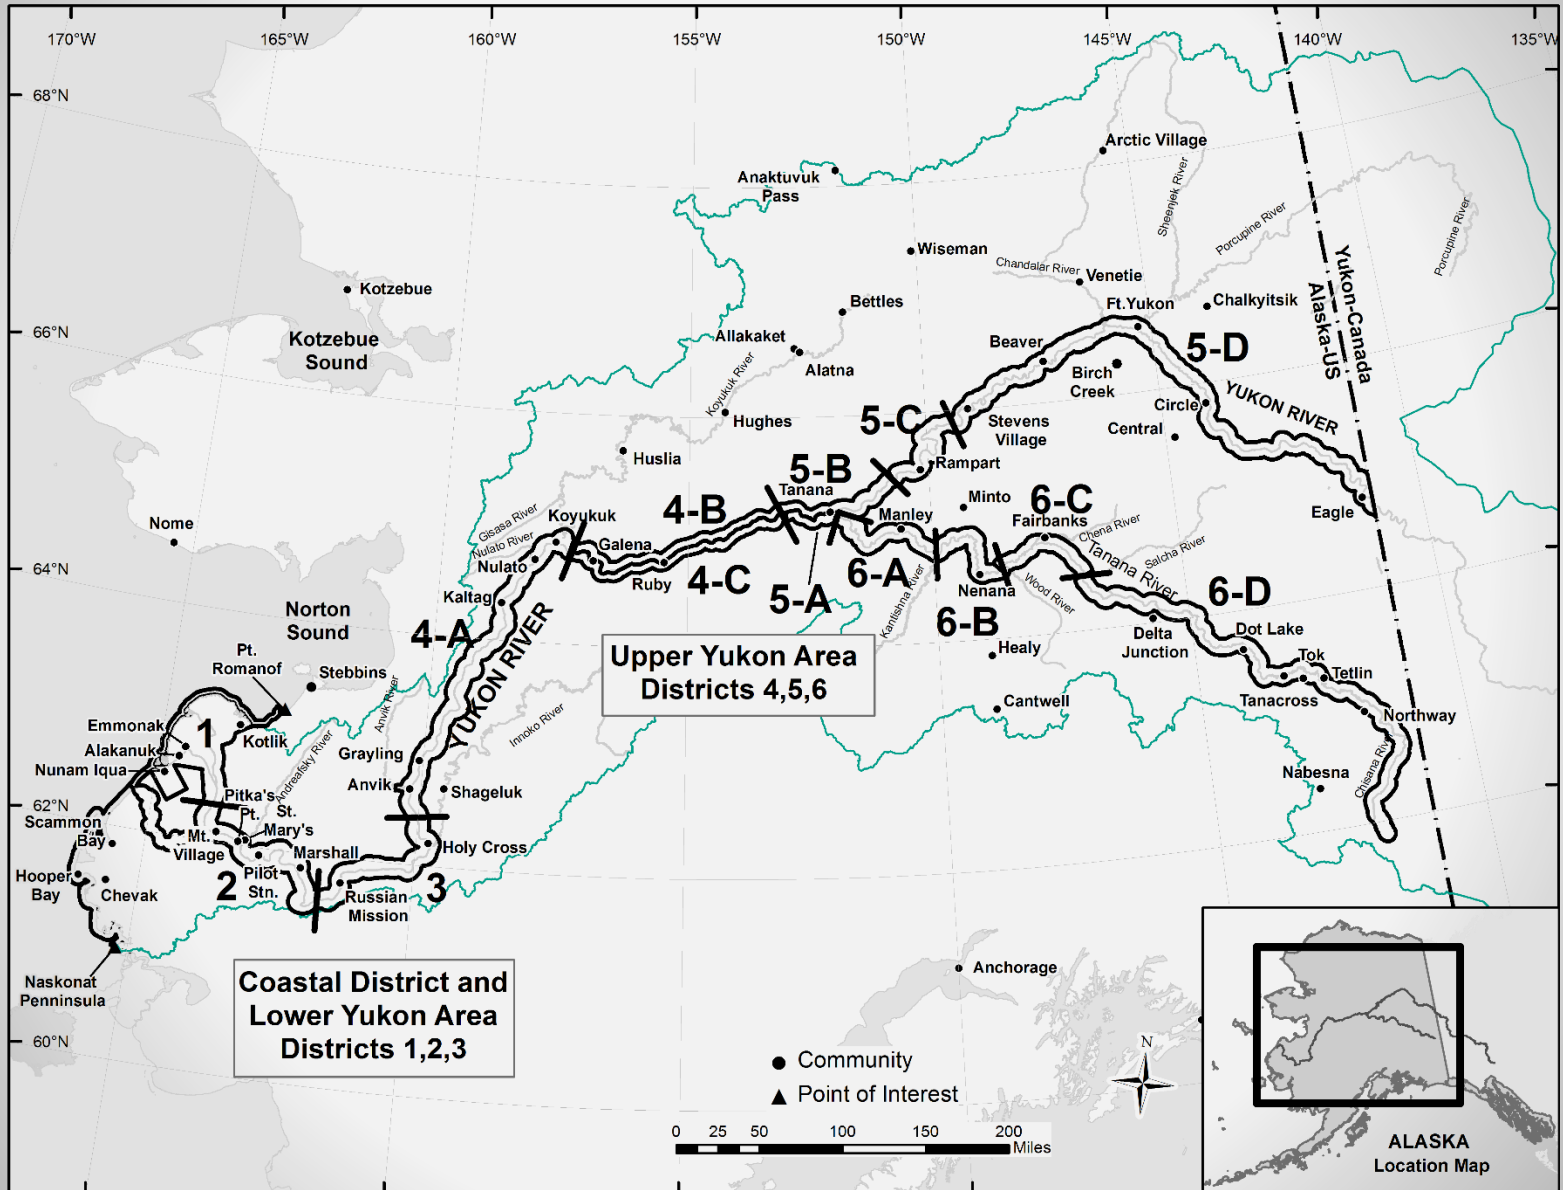 170°W
165°W
160°W
155°W
150°W
145°W
140°W
135°W
68°N
66°N
64°N
62°N
60°N
Arctic Village
Anaktuvuk
Pass
Sheenjek River
Porcupine River
Porcupine River
Wiseman
Chandalar River
Venetie
Yukon-Canada
Alaska-US
Kotzebue
Kotzebue
Sound
Bettles
Ft.Yukon
Chalkyitsik
Allakaket
Alatna
Beaver
5-D
Birch
Creek
Koyukuk River
Hughes
5-C
Stevens
Village
Circle
YUKON RIVER
Central
Huslia
5-B
Rampart
Tanana
Minto
6-C
Eagle
Nome
Gisasa River
Koyukuk
4-B
Manley
Fairbanks
Chena River
Nulato River
Galena
Salcha River
Nulato
Ruby
4-C
5-A
6-A
Tanana River
Kaltag
Kantishna River
Nenana
Wood River
6-D
Norton
Sound
4-A
6-B
Delta
Junction
Dot Lake
YUKON RIVER
Upper Yukon Area
Districts 4,5,6
Healy
Tok
Tetlin
Pt.
Romanof
Stebbins
Cantwell
Tanacross
Northway
Anvik River
Innoko River
Emmonak
1
Kotlik
Alakanuk
Nunam Iqua
Andreafsky River
Grayling
Anvik
Shageluk
Nabesna
Chisana River
Pitka's
Pt.
St.
Mary's
Scammon
Bay
Mt.
Village
Marshall
Holy Cross
Hooper
Bay
Chevak
2
Pilot
Stn.
3
Russian
Mission
Naskonat
Penninsula
Coastal District and
Lower Yukon Area
Districts 1,2,3
Anchorage
N
Community
Point of Interest
0 25 50 100 150 200
Miles
ALASKA
Location Map